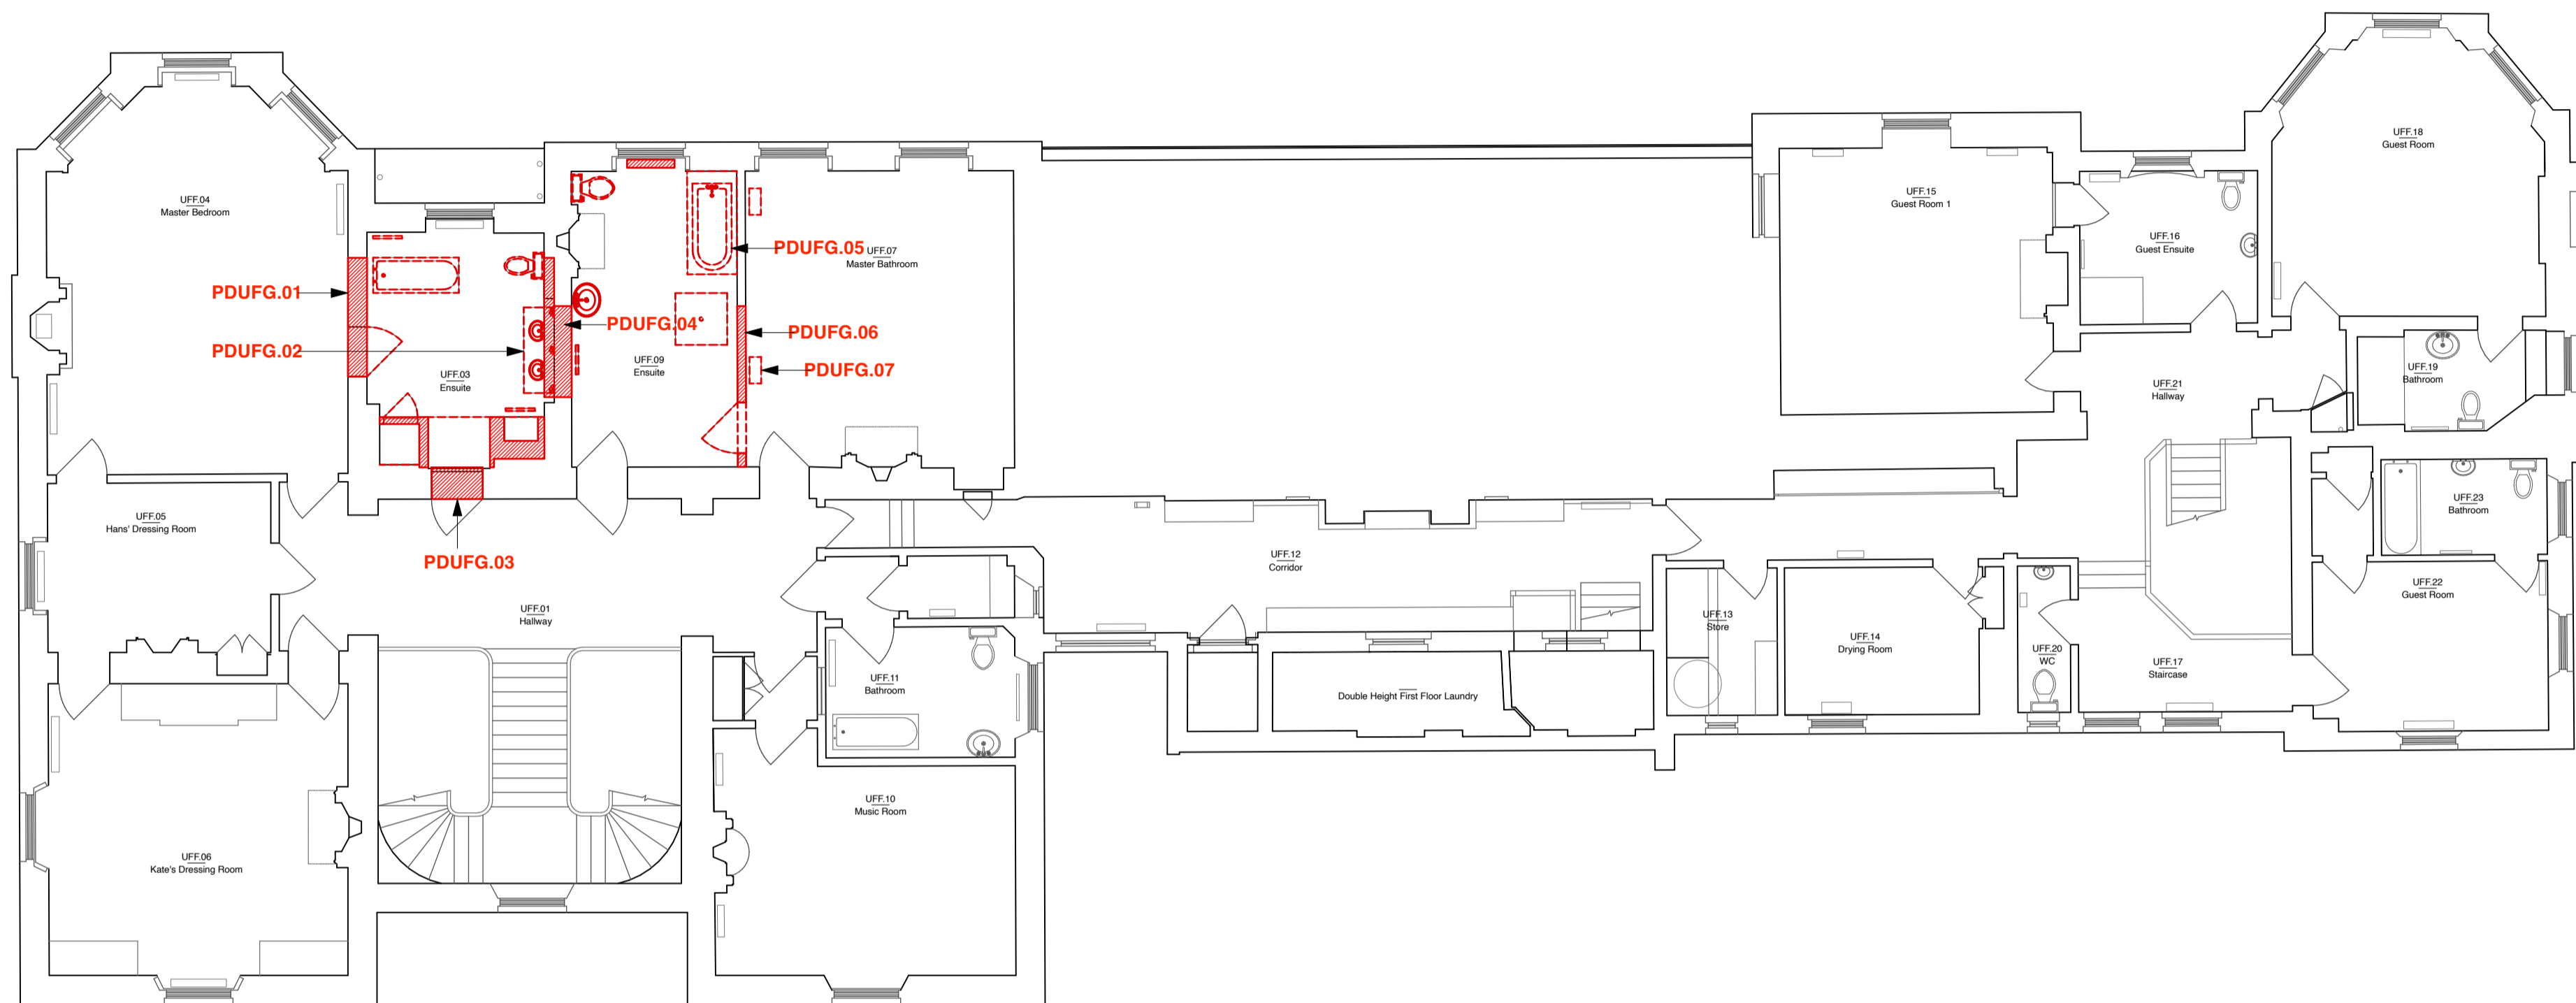 UFF.18
Guest Room
UFF.04
Master Bedroom
UFF.15
Guest Room 1
UFF.16
Guest Ensuite
PDUFG.05
UFF.07
Master Bathroom
PDUFG.01
PDUFG.04
PDUFG.06
PDUFG.02
UFF.09
Ensuite
PDUFG.07
UFF.03
Ensuite
UFF.21
Hallway
UFF.19
Bathroom
UFF.05
Hans' Dressing Room
UFF.23
Bathroom
PDUFG.03
UFF.12
Corridor
UFF.22
Guest Room
UFF.01
Hallway
UFF.13
Store
UFF.14
Drying Room
UFF.20
WC
UFF.17
Staircase
UFF.11
Bathroom
Double Height First Floor Laundry
UFF.10
Music Room
UFF.06
Kate's Dressing Room